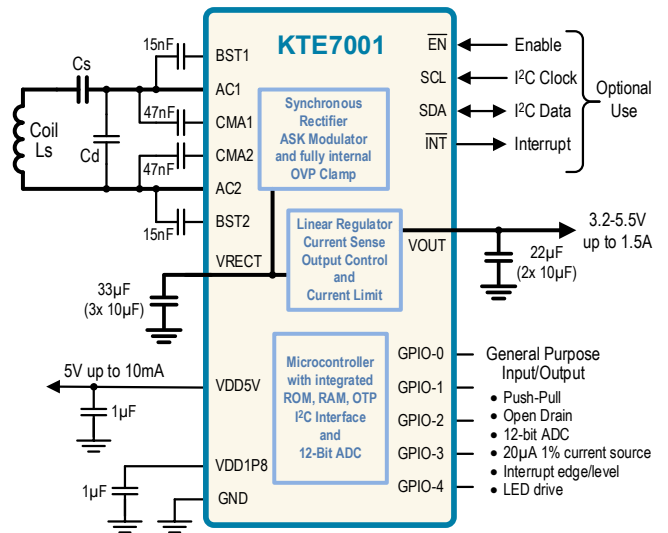 KTE7001
15nF
BST1
Cs
AC1
47nF
CMA1
Coil
Ls
Cd
CMA2
47nF
AC2
15nF
BST2
VRECT
33µF
(3x 10µF)
5V up to 10mA
VDD5V
1µF
VDD1P8
1µF
GND
Synchronous
Rectifier
ASK Modulator
and fully internal
OVP Clamp
Linear Regulator
Current Sense
Output Control
and
Current Limit
Microcontroller
with integrated
ROM, RAM, OTP
I²C Interface
and
12-Bit ADC
EN
Enable
SCL
I²C Clock
SDA
I²C Data
INT
Interrupt
Optional
Use
VOUT
3.2-5.5V
up to 1.5A
22µF
(2x 10µF)
GPIO-0
GPIO-1
GPIO-2
GPIO-3
GPIO-4
General Purpose
Input/Output
• Push-Pull
• Open Drain
• 12-bit ADC
• 20µA 1% current source
• Interrupt edge/level
• LED drive